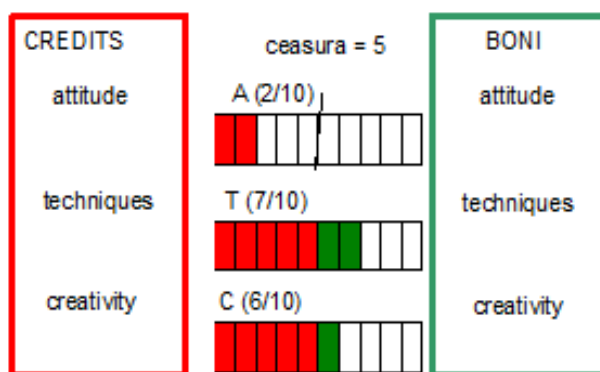 CREDITS
attitude
techniques
creativity
ceasura = 5
A (2/10)
T (7/10)
C (6/10)
BONI
attitude
techniques
creativity